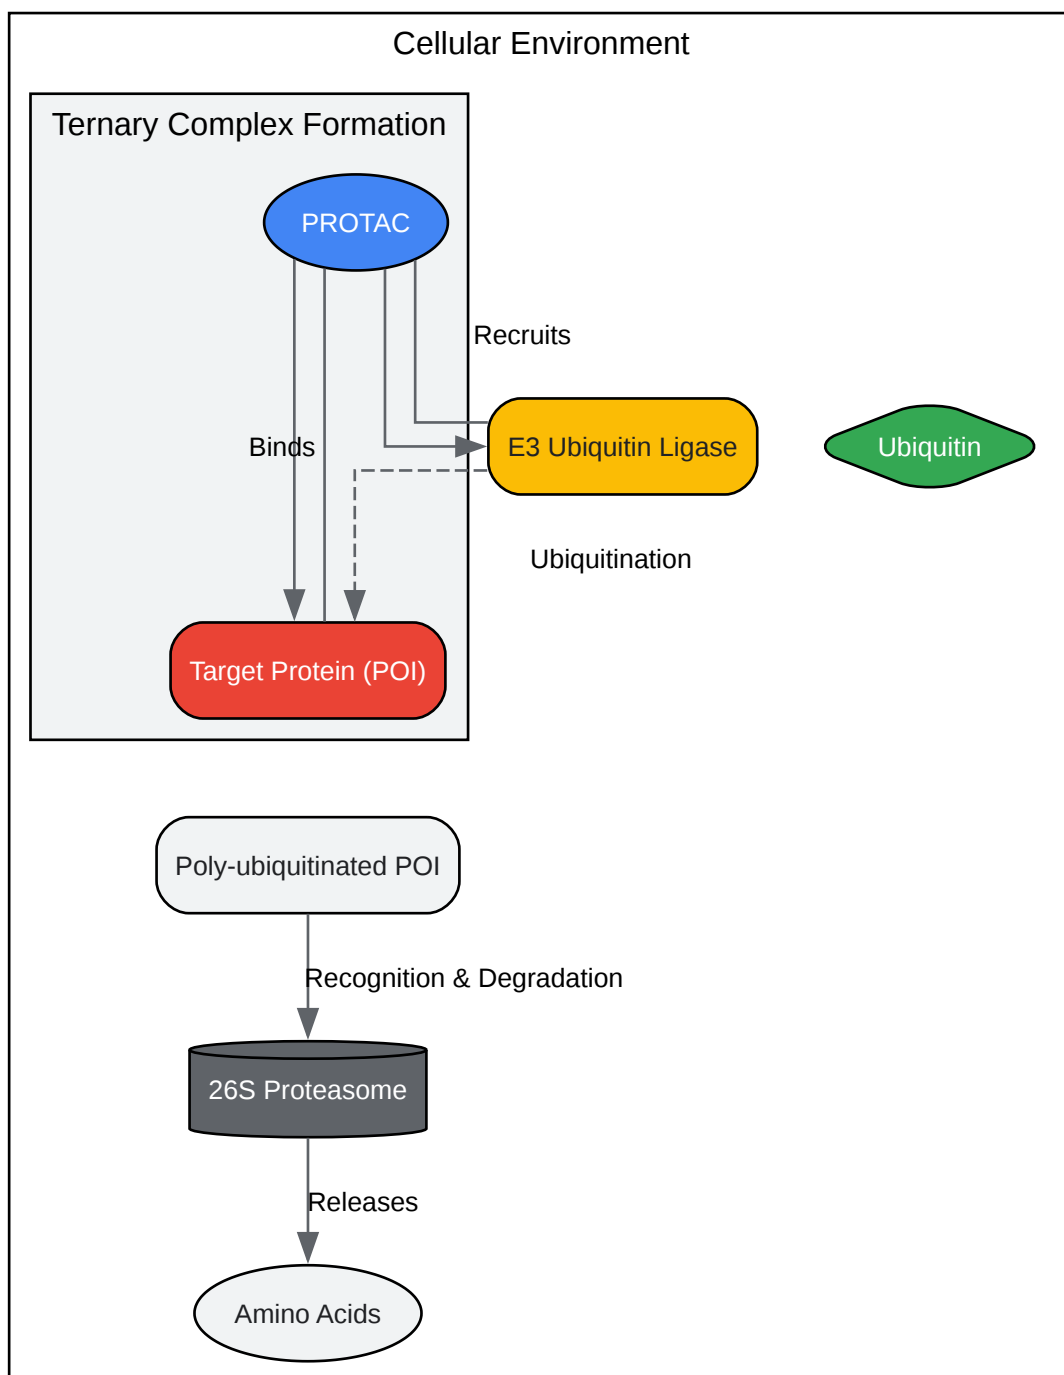 Cellular Environment
Ternary Complex Formation
PROTAC
Recruits
Binds
E3 Ubiquitin Ligase
Ubiquitin
Ubiquitination
Target Protein (POI)
Poly-ubiquitinated POI
Recognition & Degradation
26S Proteasome
Releases
Amino Acids